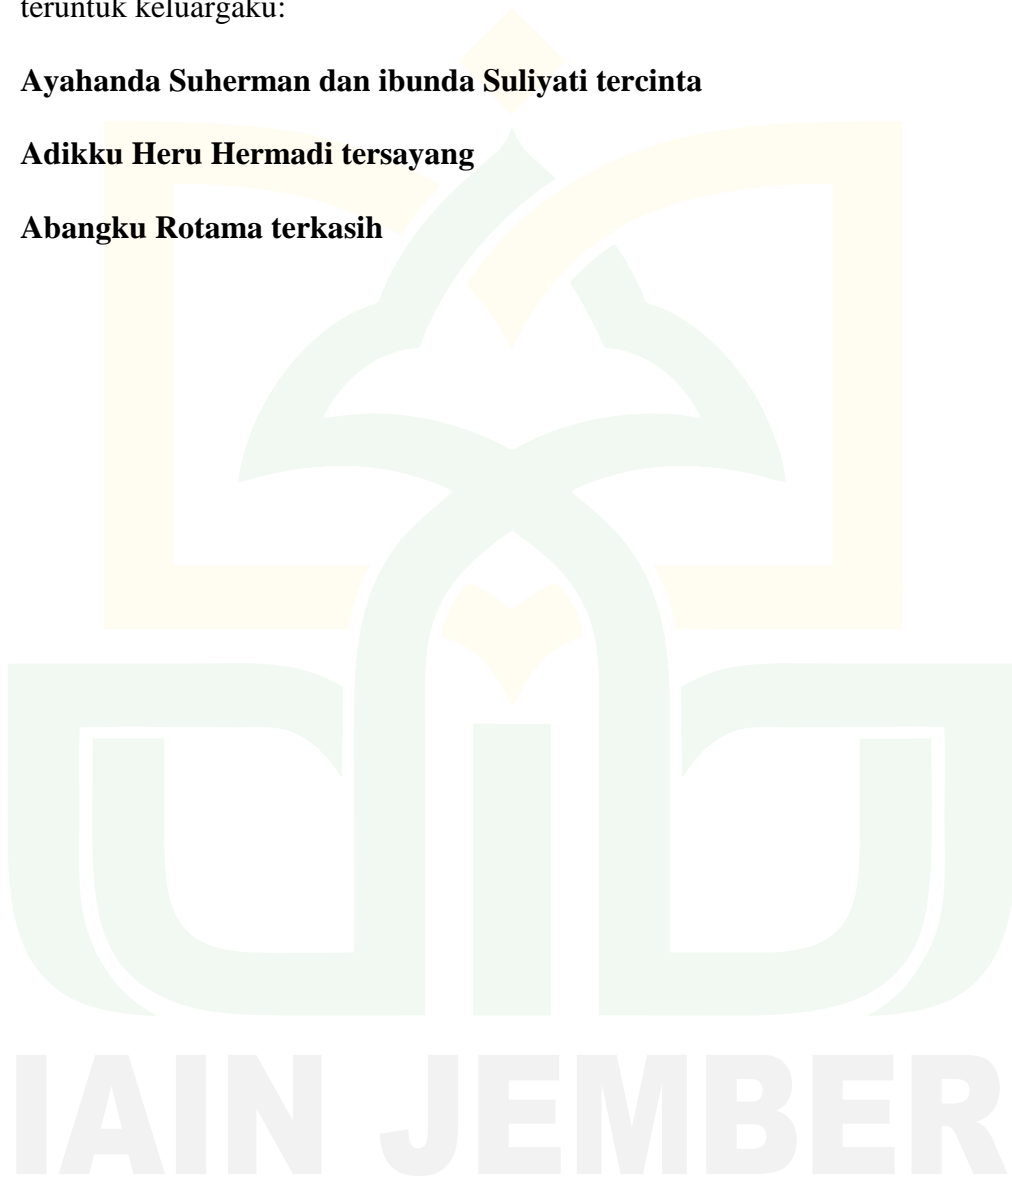 teruntuk keluargaku:
Ayahanda Suherman dan ibunda Suliyati tercinta
Adikku Heru Hermadi tersayang
Abangku Rotama terkasih
IAIN JEMBER